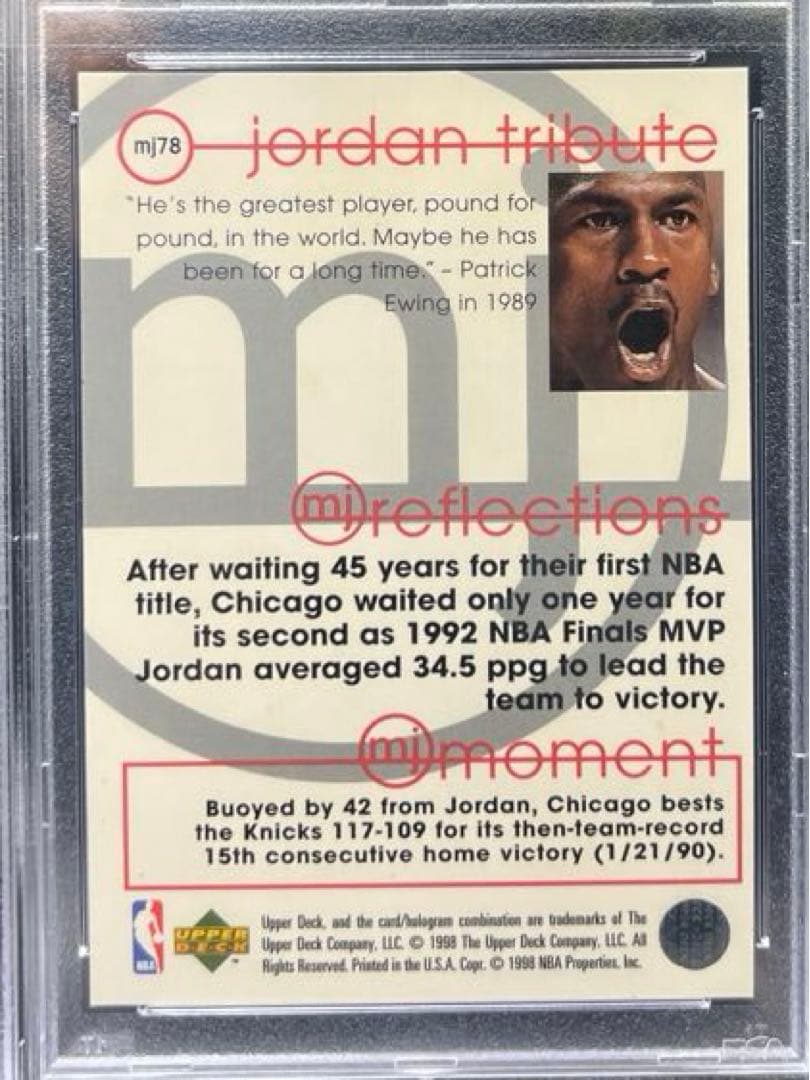 mj78
jordan tribute
"He's the greatest player, pound for
pound, in the world. Maybe he has
been for a long time." – Patrick
Ewing in 1989
mj
mj reflections
After waiting 45 years for their first NBA
title, Chicago waited only one year for
its second as 1992 NBA Finals MVP
Jordan averaged 34.5 ppg to lead the
team to victory.
mj moment
Buoyed by 42 from Jordan, Chicago bests
the Knicks 117-109 for its then-team-record
15th consecutive home victory (1/21/90).
NBA
UPPER
DECK
Upper Deck, and the card/hologram combination are trademarks of The
Upper Deck Company, LLC. © 1998 The Upper Deck Company, LLC. All
Rights Reserved. Printed in the U.S.A. Copr. © 1998 NBA Properties, Inc.